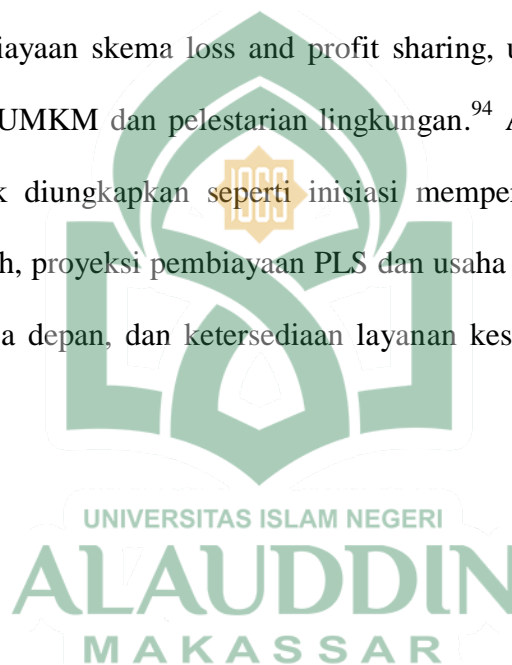 iayaan skema loss and profit sharing, u
UMKM dan pelestarian lingkungan.⁹⁴ A
k diungkapkan seperti inisiasi memper
h, proyeksi pembiayaan PLS dan usaha
a depan, dan ketersediaan layanan kes
1965
UNIVERSITAS ISLAM NEGERI
ALAUDDIN
MAKASSAR